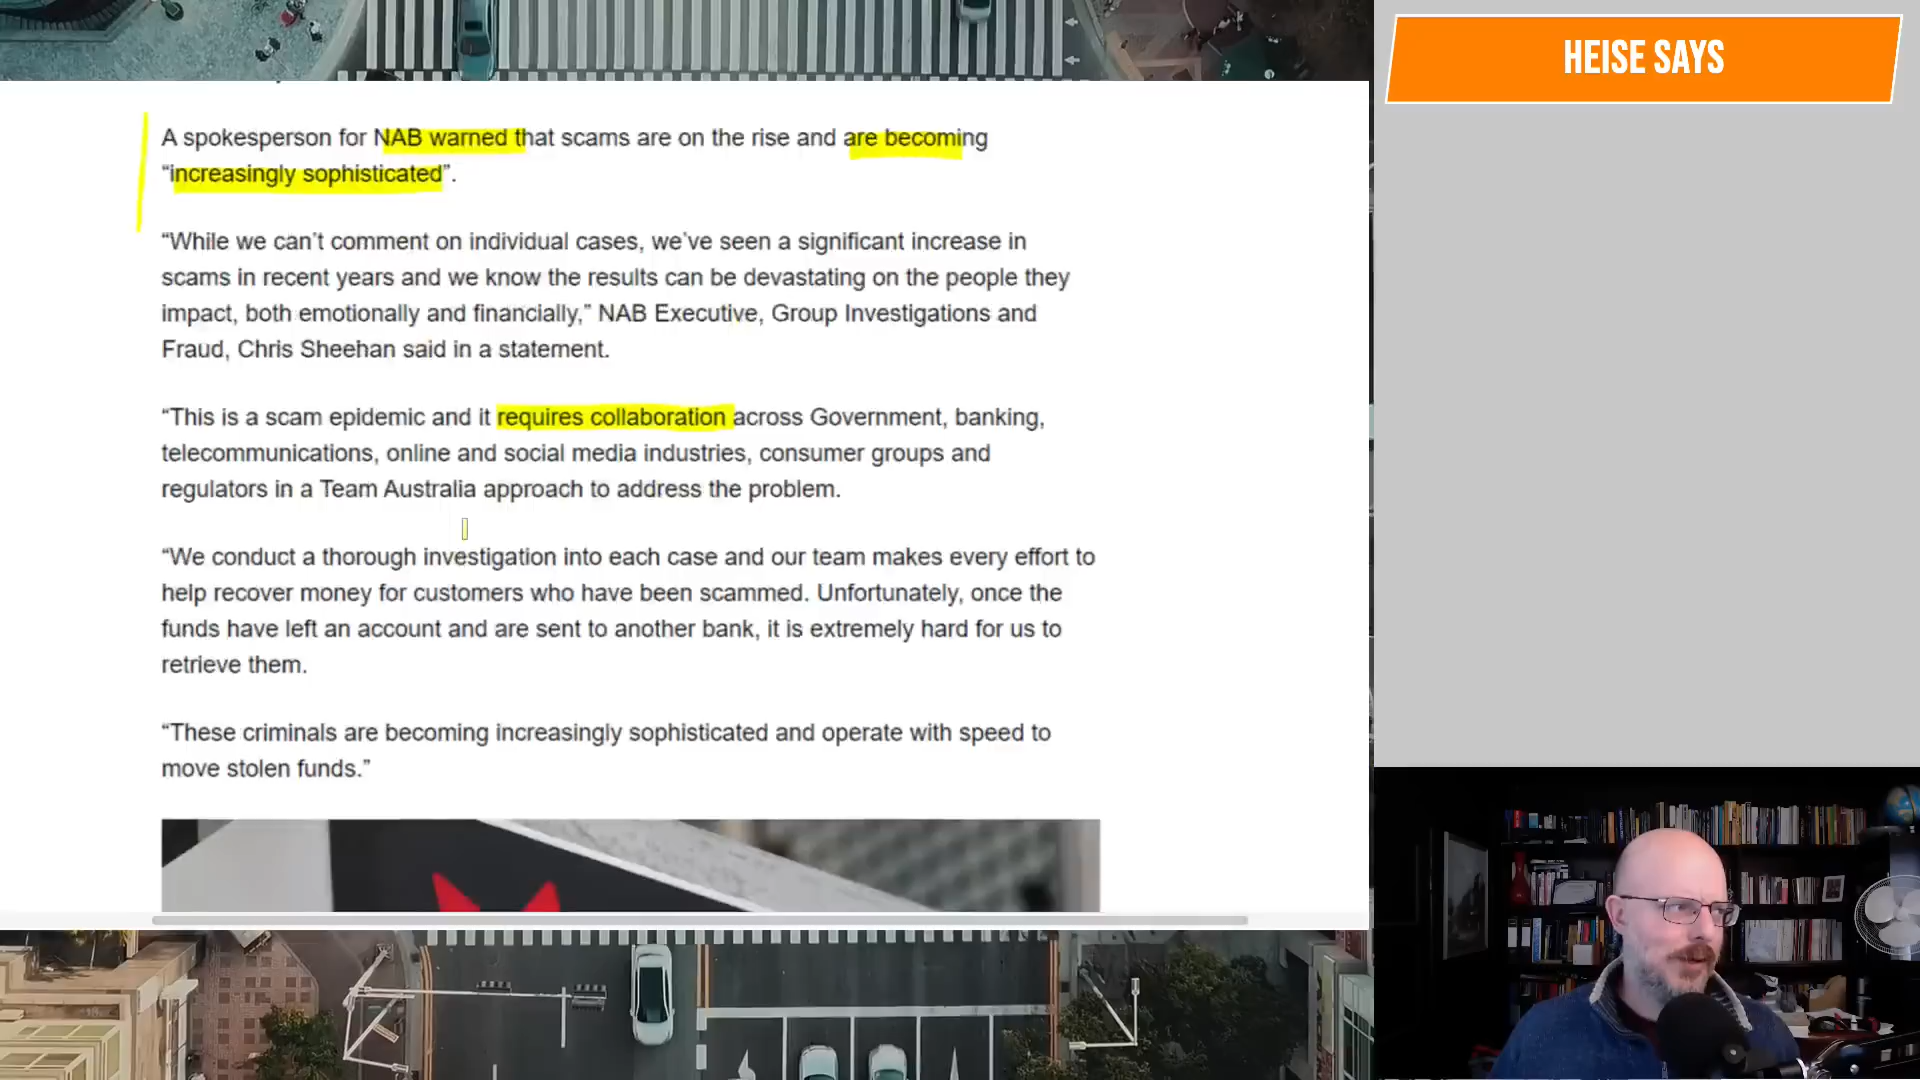 HEISE SAYS
A spokesperson for NAB warned that scams are on the rise and are becoming
“increasingly sophisticated”.
“While we can’t comment on individual cases, we’ve seen a significant increase in
scams in recent years and we know the results can be devastating on the people they
impact, both emotionally and financially,” NAB Executive, Group Investigations and
Fraud, Chris Sheehan said in a statement.
“This is a scam epidemic and it requires collaboration across Government, banking,
telecommunications, online and social media industries, consumer groups and
regulators in a Team Australia approach to address the problem.
“We conduct a thorough investigation into each case and our team makes every effort to
help recover money for customers who have been scammed. Unfortunately, once the
funds have left an account and are sent to another bank, it is extremely hard for us to
retrieve them.
“These criminals are becoming increasingly sophisticated and operate with speed to
move stolen funds.”